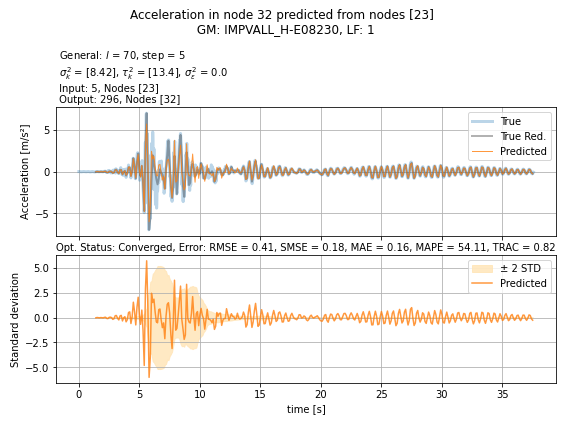 Acceleration in node 32 predicted from nodes [23]
GM: IMPVALL_H-E08230, LF: 1
General: l = 70, step = 5
σ²ₖ = [8.42], τ²ₖ = [13.4], σ²ε = 0.0
Input: 5, Nodes [23]
Output: 296, Nodes [32]
Acceleration [m/s²]
5
0
−5
True
True Red.
Predicted
Opt. Status: Converged, Error: RMSE = 0.41, SMSE = 0.18, MAE = 0.16, MAPE = 54.11, TRAC = 0.82
Standard deviation
5.0
2.5
0.0
−2.5
−5.0
± 2 STD
Predicted
0 5 10 15 20 25 30 35
time [s]